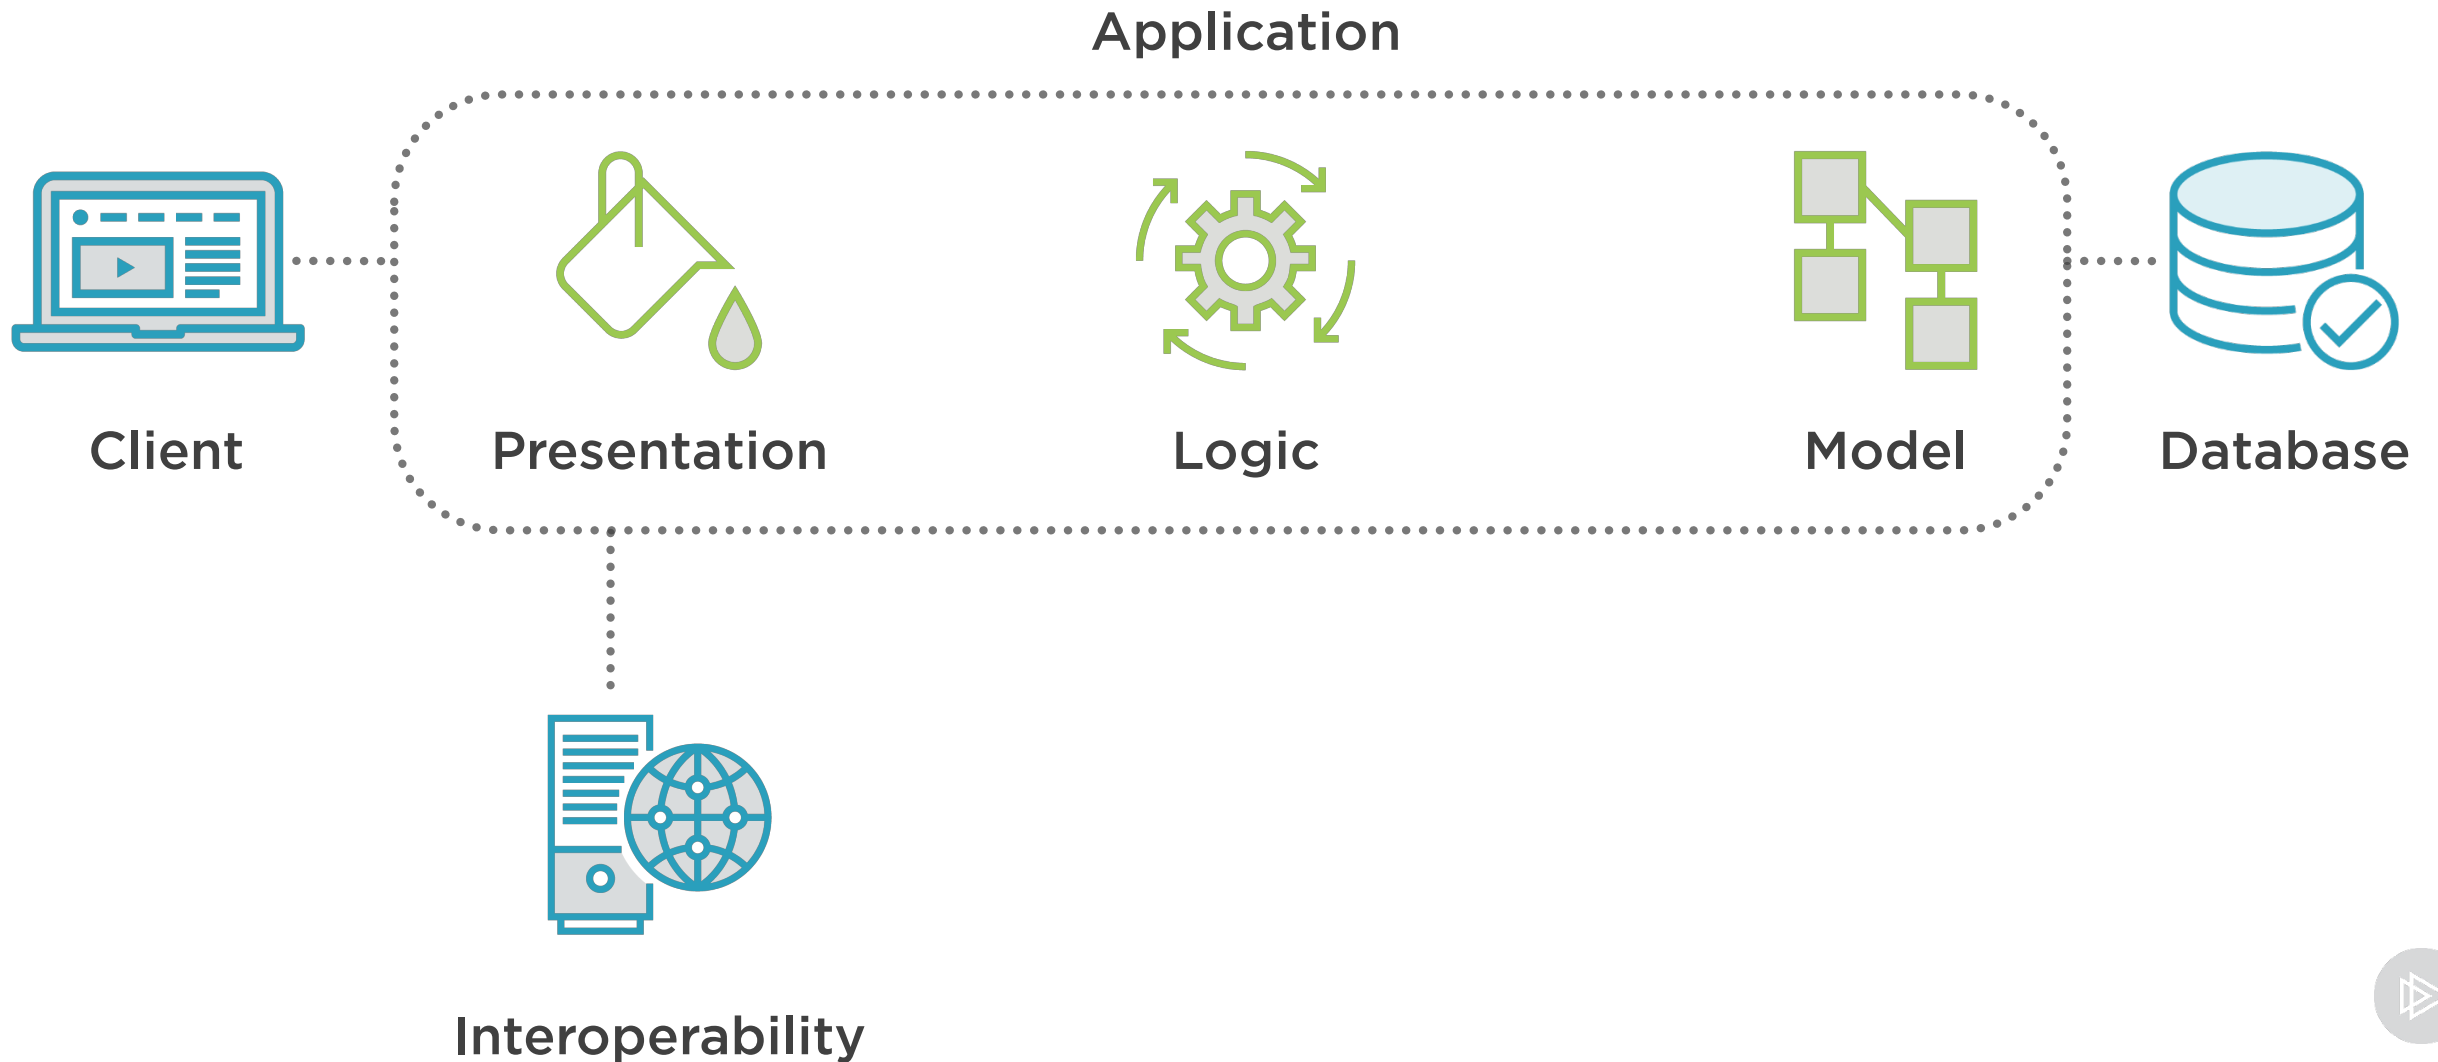 Application
Client
Presentation
Logic
Model
Database
Interoperability